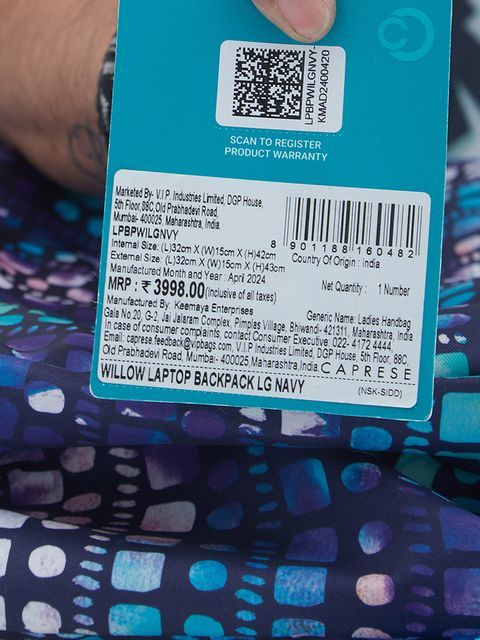 LPBPWILGNVY-
KMAD2400420
SCAN TO REGISTER
PRODUCT WARRANTY
Marketed By- V.I.P. Industries Limited, DGP House,
5th Floor,88C,Old Prabhadevi Road,
Mumbai- 400025, Maharashtra, India.
LPBPWILGNVY
Internal Size: (L)32cm X (W)15cm X (H)42cm
External Size: (L)32cm X (W)15cm X (H)43cm
Manufactured Month and Year : April 2024
MRP : ₹ 3998.00(Inclusive of all taxes)
8 901188 160482
Country Of Origin : India
Net Quantity : 1 Number
Manufactured By: Keemaya Enterprises
Generic Name: Ladies Handbag
Gala No.20, G-2, Jai Jalaram Complex, Pimplas Village, Bhiwandi- 421311, Maharashtra, India
In case of consumer complaints, contact Consumer Executive: 022- 4172 4444
Email: caprese.feedback@vipbags.com, V.I.P. Industries Limited, DGP House, 5th Floor, 88C,
Old Prabhadevi Road, Mumbai- 400025 Maharashtra,India.
CAPRESE
WILLOW LAPTOP BACKPACK LG NAVY
(NSK-SIDD)